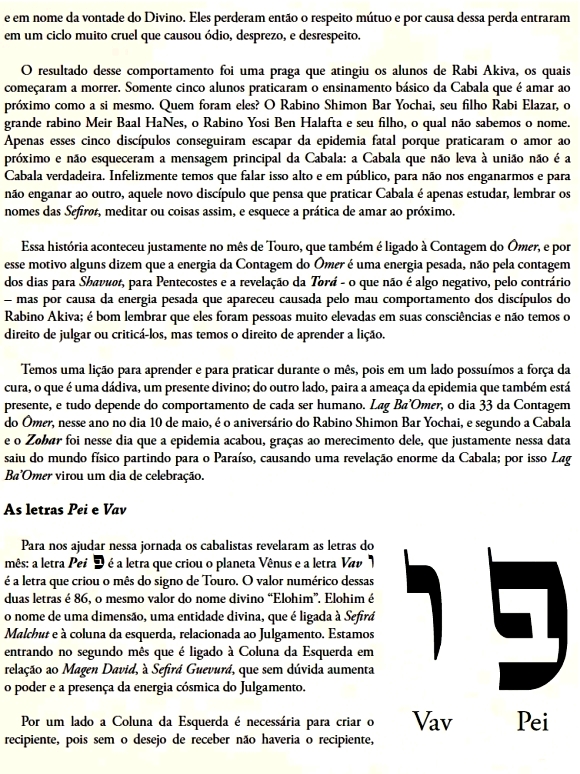 e em nome da vontade do Divino. Eles perderam então o respeito mútuo e por causa dessa perda entraram
em um ciclo muito cruel que causou ódio, desprezo, e desrespeito.
O resultado desse comportamento foi uma praga que atingiu os alunos de Rabi Akiva, os quais
começaram a morrer. Somente cinco alunos praticaram o ensinamento básico da Cabala que é amar ao
próximo como a si mesmo. Quem foram eles? O Rabino Shimon Bar Yochai, seu filho Rabi Elazar, o
grande rabino Meir Baal HaNes, o Rabino Yosi Ben Halafta e seu filho, o qual não sabemos o nome.
Apenas esses cinco discípulos conseguiram escapar da epidemia fatal porque praticaram o amor ao
próximo e não esqueceram a mensagem principal da Cabala: a Cabala que não leva à união não é a
Cabala verdadeira. Infelizmente temos que falar isso alto e em público, para não nos enganarmos e para
não enganar ao outro, aquele novo discípulo que pensa que praticar Cabala é apenas estudar, lembrar os
nomes das Sefirot, meditar ou coisas assim, e esquece a prática de amar ao próximo.
Essa história aconteceu justamente no mês de Touro, que também é ligado à Contagem do Ômer, e por
esse motivo alguns dizem que a energia da Contagem do Ômer é uma energia pesada, não pela contagem
dos dias para Shavuot, para Pentecostes e a revelação da Torá - o que não é algo negativo, pelo contrário
– mas por causa da energia pesada que apareceu causada pelo mau comportamento dos discípulos do
Rabino Akiva; é bom lembrar que eles foram pessoas muito elevadas em suas consciências e não temos o
direito de julgar ou criticá-los, mas temos o direito de aprender a lição.
Temos uma lição para aprender e para praticar durante o mês, pois em um lado possuímos a força da
cura, o que é uma dádiva, um presente divino; do outro lado, paira a ameaça da epidemia que também está
presente, e tudo depende do comportamento de cada ser humano. Lag Ba'Omer, o dia 33 da Contagem
do Ômer, nesse ano no dia 10 de maio, é o aniversário do Rabino Shimon Bar Yochai, e segundo a Cabala
e o Zohar foi nesse dia que a epidemia acabou, graças ao merecimento dele, que justamente nessa data
saiu do mundo físico partindo para o Paraíso, causando uma revelação enorme da Cabala; por isso Lag
Ba'Omer virou um dia de celebração.
As letras Pei e Vav
Para nos ajudar nessa jornada os cabalistas revelaram as letras do
mês: a letra Pei פ é a letra que criou o planeta Vênus e a letra Vav ו
é a letra que criou o mês do signo de Touro. O valor numérico dessas
duas letras é 86, o mesmo valor do nome divino “Elohim”. Elohim é
o nome de uma dimensão, uma entidade divina, que é ligada à Sefirá
Malchut e à coluna da esquerda, relacionada ao Julgamento. Estamos
entrando no segundo mês que é ligado à Coluna da Esquerda em
relação ao Magen David, à Sefirá Guevurá, que sem dúvida aumenta
o poder e a presença da energia cósmica do Julgamento.
Por um lado a Coluna da Esquerda é necessária para criar o
recipiente, pois sem o desejo de receber não haveria o recipiente,
ו פ
Vav Pei